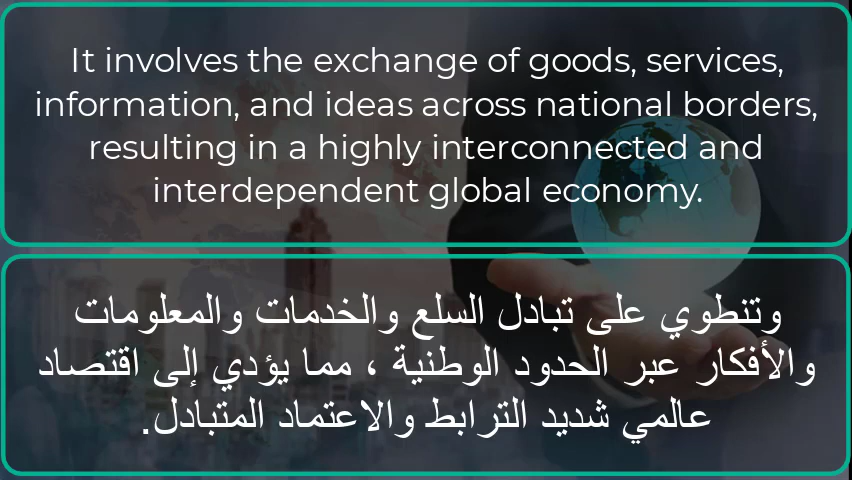 It involves the exchange of goods, services,
information, and ideas across national borders,
resulting in a highly interconnected and
interdependent global economy.
وتنطوي على تبادل السلع والخدمات والمعلومات
والأفكار عبر الحدود الوطنية ، مما يؤدي إلى اقتصاد
عالمي شديد الترابط والاعتماد المتبادل.